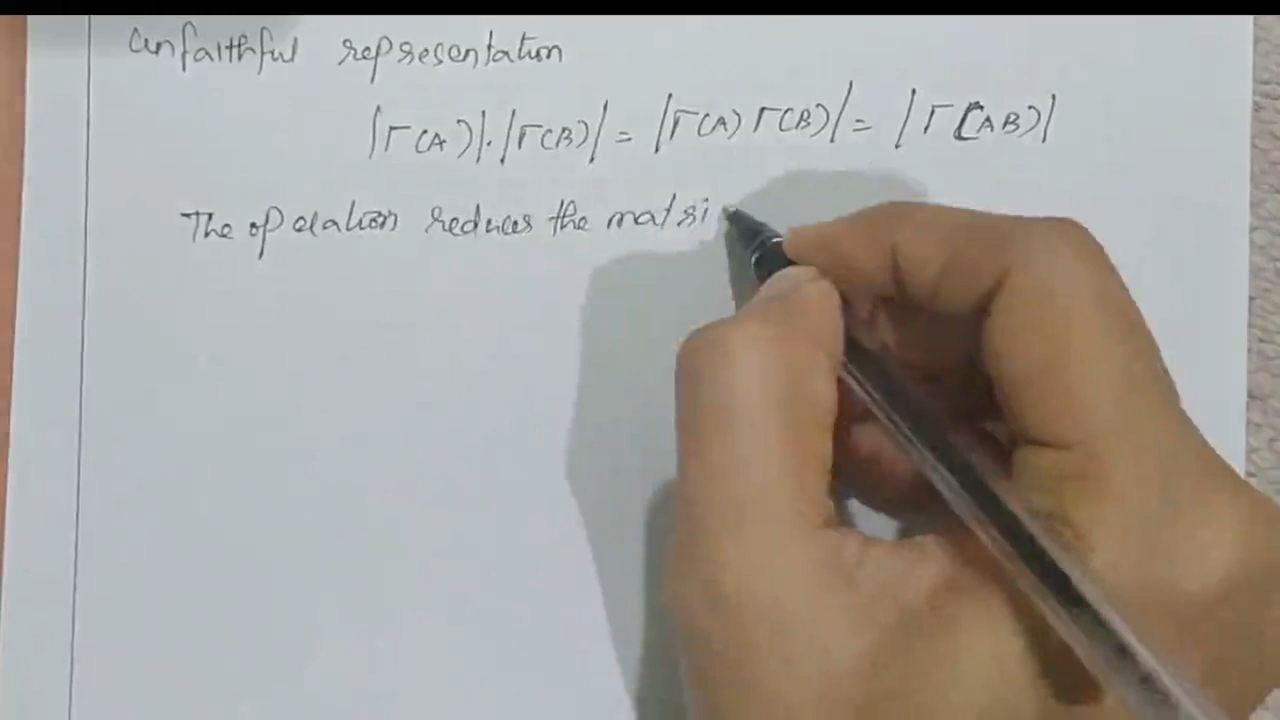 Unfaithful representation
|Γ(A)|.|Γ(B)| = |Γ(A) Γ(B)| = |Γ(AB)|
The operation reduces the matri